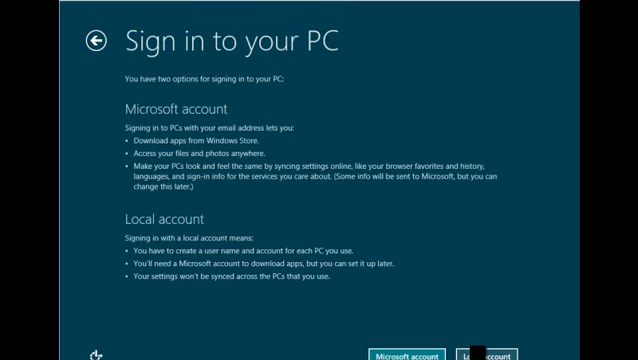 Sign in to your PC
You have two options for signing in to your PC:
Microsoft account
Signing in to PCs with your email address lets you:
• Download apps from Windows Store.
• Access your files and photos anywhere.
• Make your PCs look and feel the same by syncing settings online, like your browser favorites and history,
languages, and sign-in info for the services you care about. (Some info will be sent to Microsoft, but you can
change this later.)
Local account
Signing in with a local account means:
• You have to create a user name and account for each PC you use.
• You'll need a Microsoft account to download apps, but you can set it up later.
• Your settings won't be synced across the PCs that you use.
Microsoft account
account